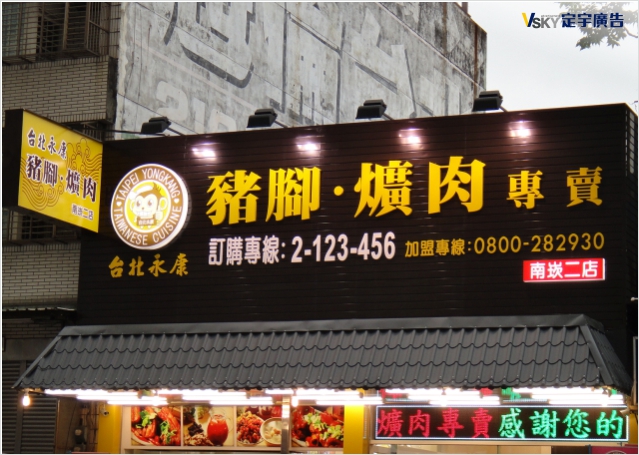 VSKY 定宇廣告
台北永康
豬腳·爌肉
南崁二店
TAIPEI YONGKANG
TAIWANESE CUISINE
台北永康
豬腳·爌肉專賣
訂購專線:2-123-456
加盟專線:0800-282930
南崁二店
爌肉專賣感謝您的